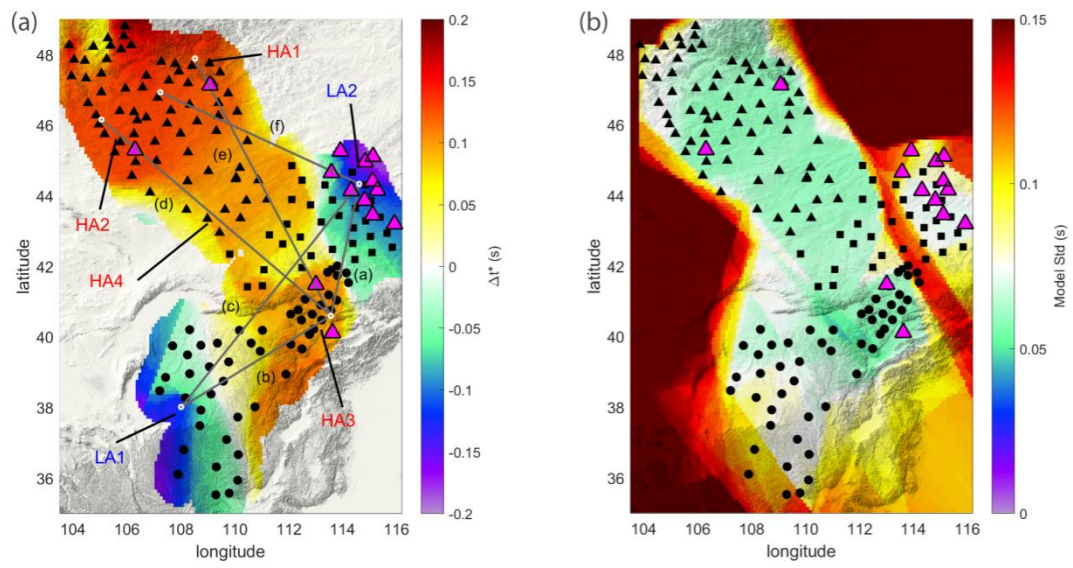 (a)
(b)
48
46
44
42
40
38
36
latitude
104
106
108
110
112
114
116
longitude
HA1
LA2
HA2
HA4
HA3
LA1
(f)
(e)
(d)
(a)
(c)
(b)
0.2
0.15
0.1
0.05
0
-0.05
-0.1
-0.15
-0.2
Δt* (s)
48
46
44
42
40
38
36
latitude
104
106
108
110
112
114
116
longitude
0.15
0.1
0.05
0
Model Std (s)